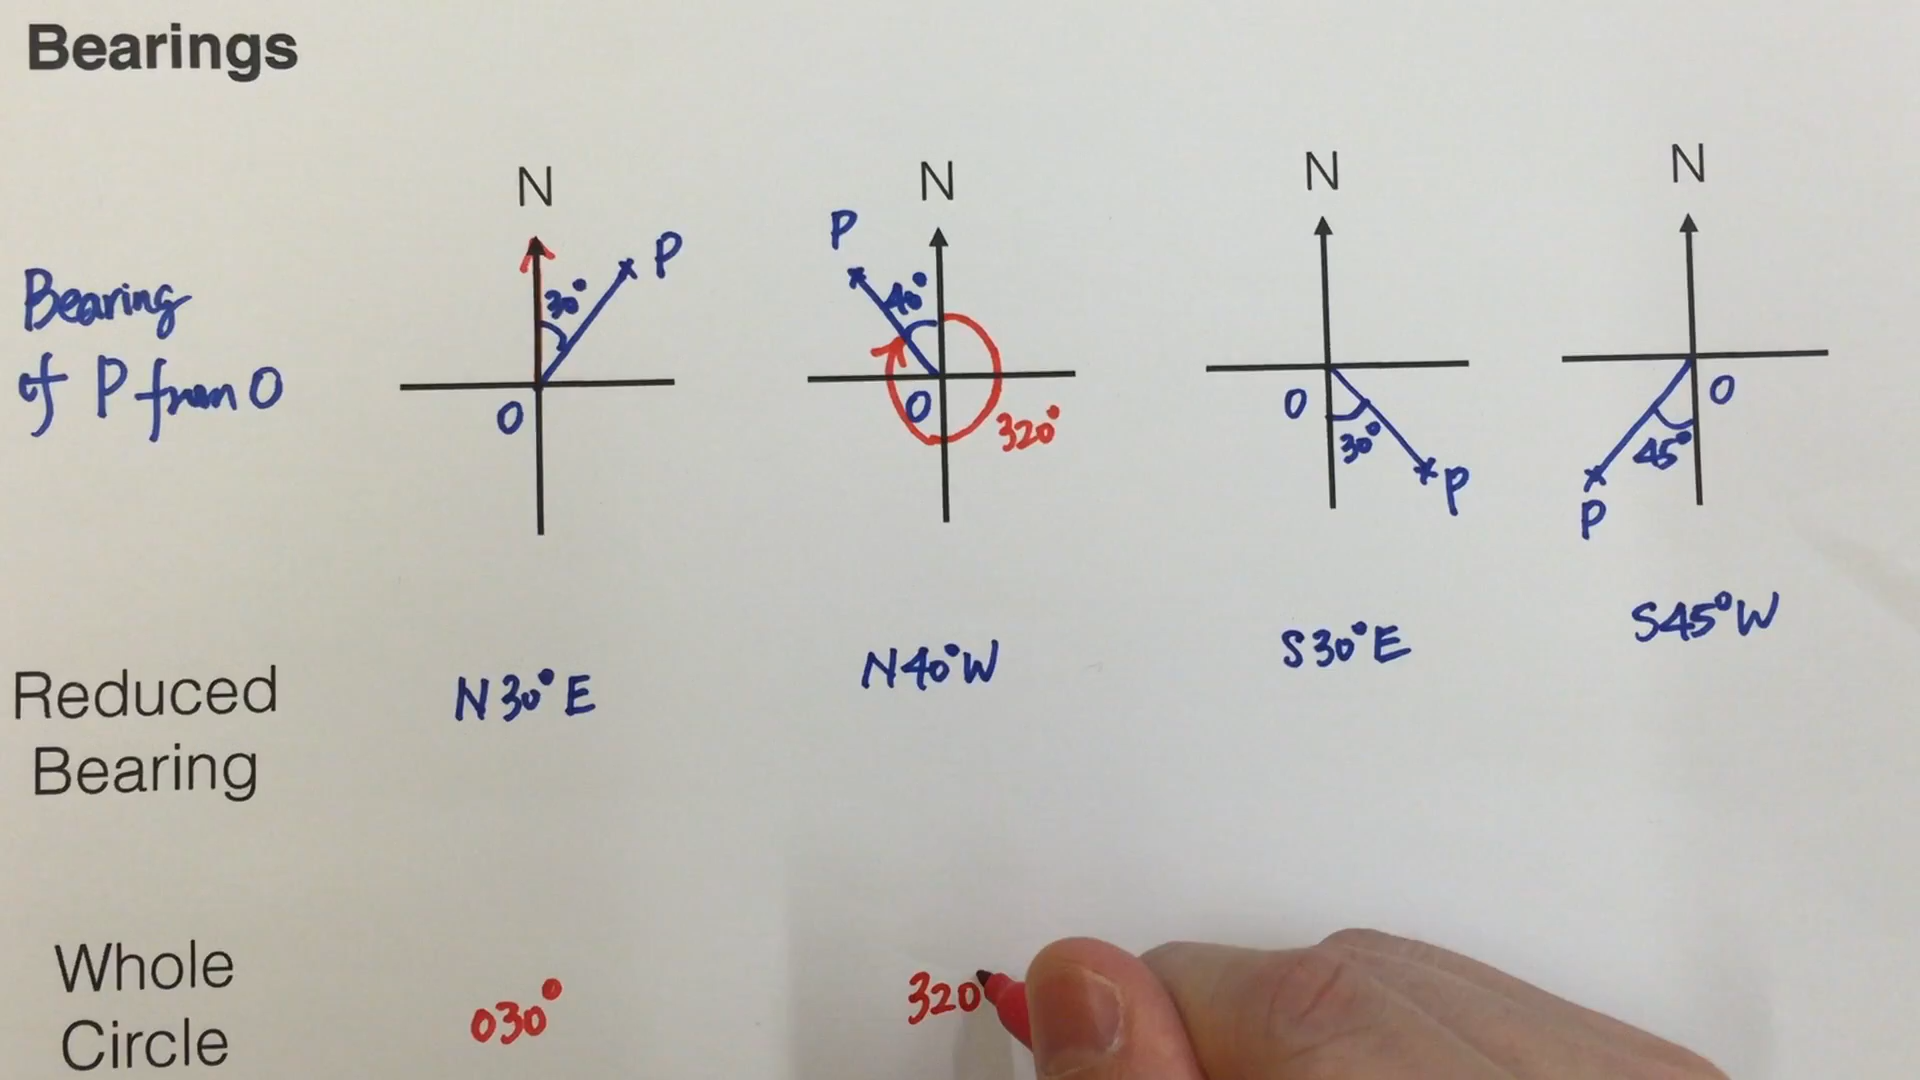 Bearings
N N N N
P P
30° 40°
Bearing
of P from O
O O 320° O O
30° P 45°
P
Reduced
Bearing
N30°E N40°W S30°E S45°W
Whole
Circle
030° 320